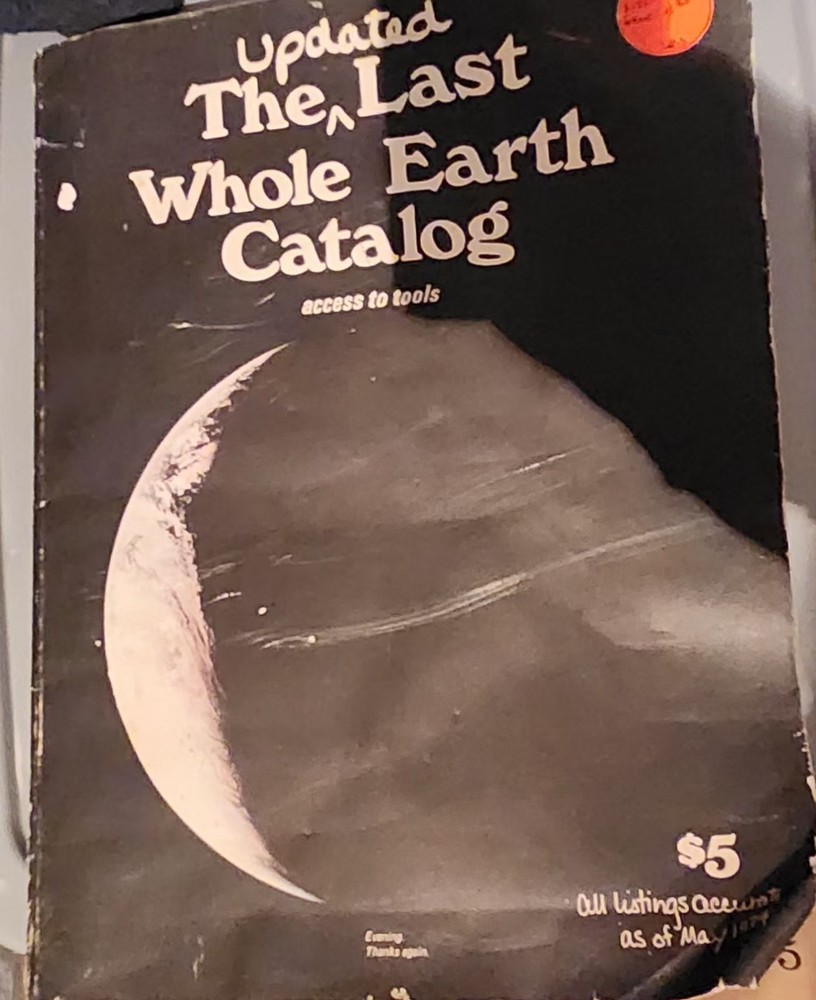 Updated
The ^ Last
Whole Earth
Catalog
access to tools
$5
all listings accurate
as of May 1974
Evening.
Thanks again.
5